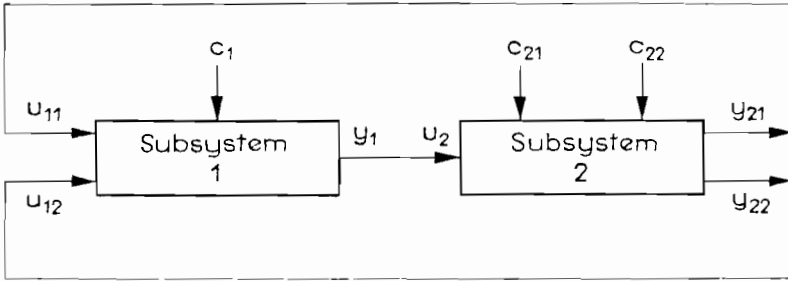 c₁
c₂₁
c₂₂
u₁₁
y₂₁
Subsystem
1
y₁
u₂
Subsystem
2
u₁₂
y₂₂